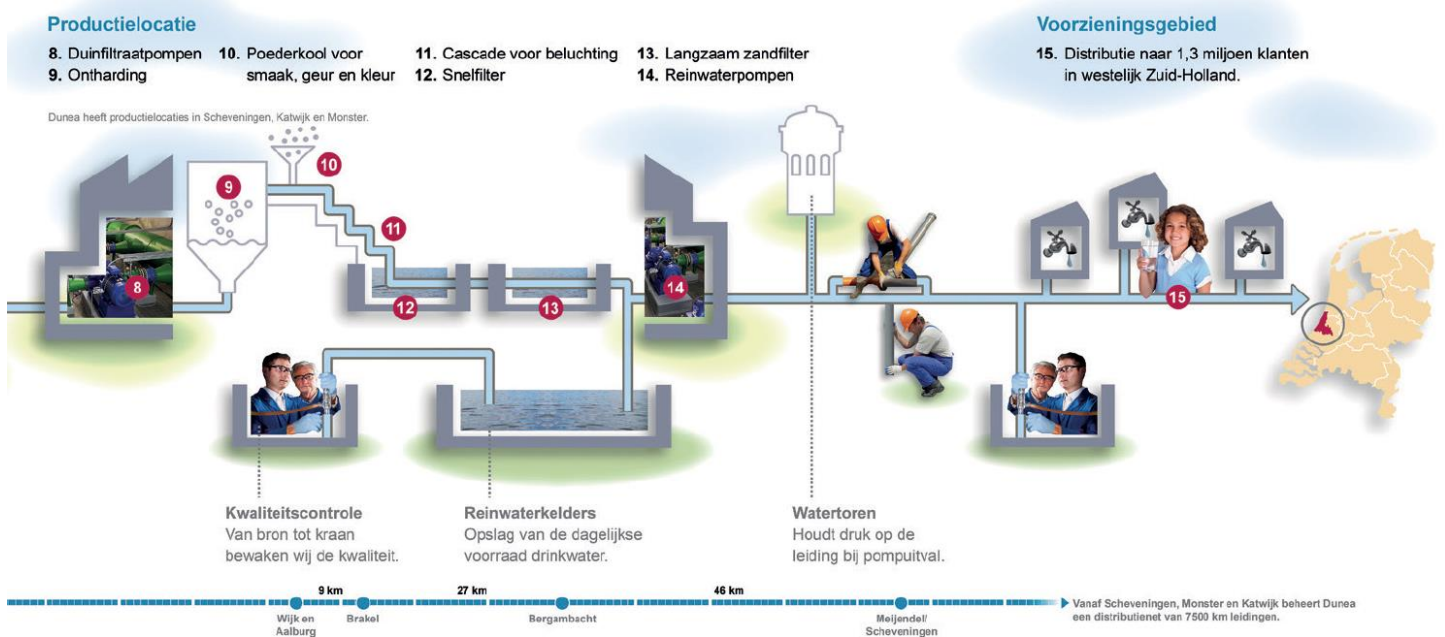 Productielocatie
8. Duinfiltraatpompen
9. Ontharding
10. Poederkool voor
smaak, geur en kleur
11. Cascade voor beluchting
12. Snelfilter
13. Langzaam zandfilter
14. Reinwaterpompen
Voorzieningsgebied
15. Distributie naar 1,3 miljoen klanten
in westelijk Zuid-Holland.
Dunea heeft productielocaties in Scheveningen, Katwijk en Monster.
10
9
11
8
12
13
14
15
Kwaliteitscontrole
Van bron tot kraan
bewaken wij de kwaliteit.
Reinwaterkelders
Opslag van de dagelijkse
voorraad drinkwater.
Watertoren
Houdt druk op de
leiding bij pompuitval.
9 km
27 km
46 km
Wijk en
Aalburg
Brakel
Bergambacht
Meijendel/
Scheveningen
Vanaf Scheveningen, Monster en Katwijk beheert Dunea
een distributienet van 7500 km leidingen.